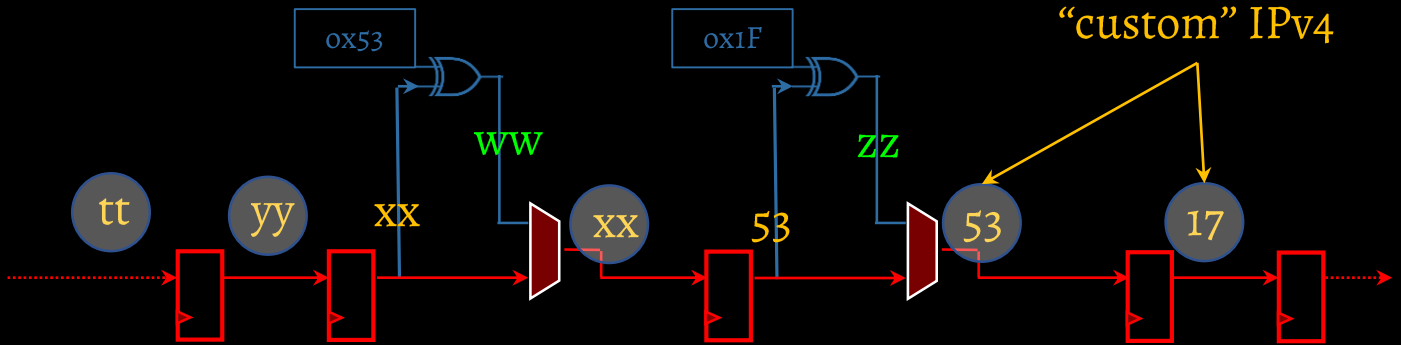 0x53
0x1F
“custom” IPv4
ww
zz
tt
yy
xx
xx
53
53
17